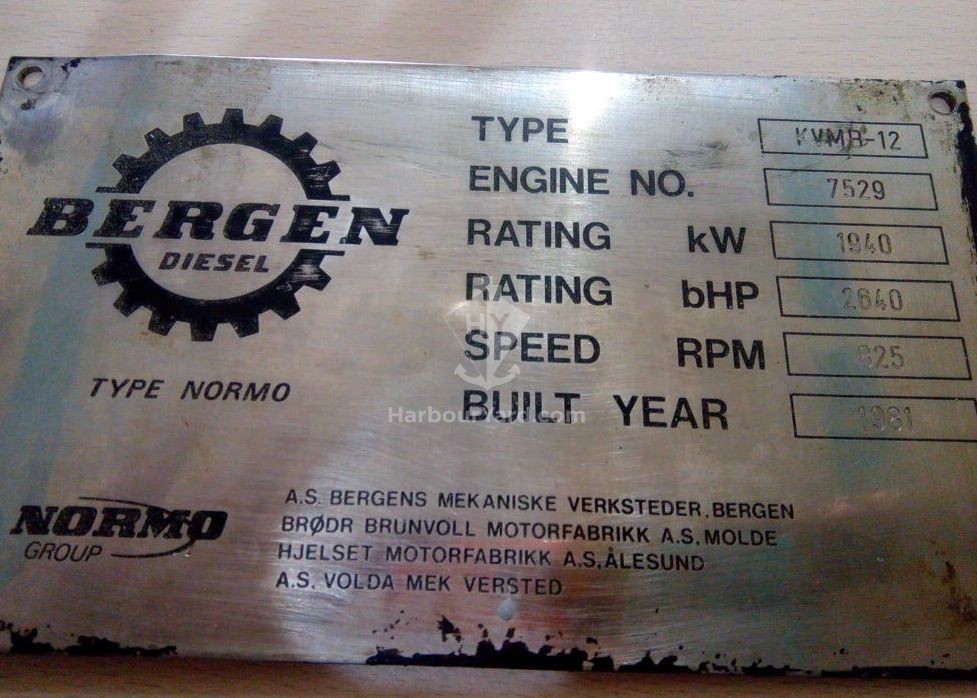 BERGEN
DIESEL
TYPE NORMO
TYPE KVMB-12
ENGINE NO. 7529
RATING kW 1940
RATING bHP 2640
SPEED RPM 825
BUILT YEAR 1981
HY
HarbourYard.com
NORMO
GROUP
A.S. BERGENS MEKANISKE VERKSTEDER, BERGEN
BRØDR BRUNVOLL MOTORFABRIKK A.S, MOLDE
HJELSET MOTORFABRIKK A.S, ÅLESUND
A.S. VOLDA MEK VERSTED